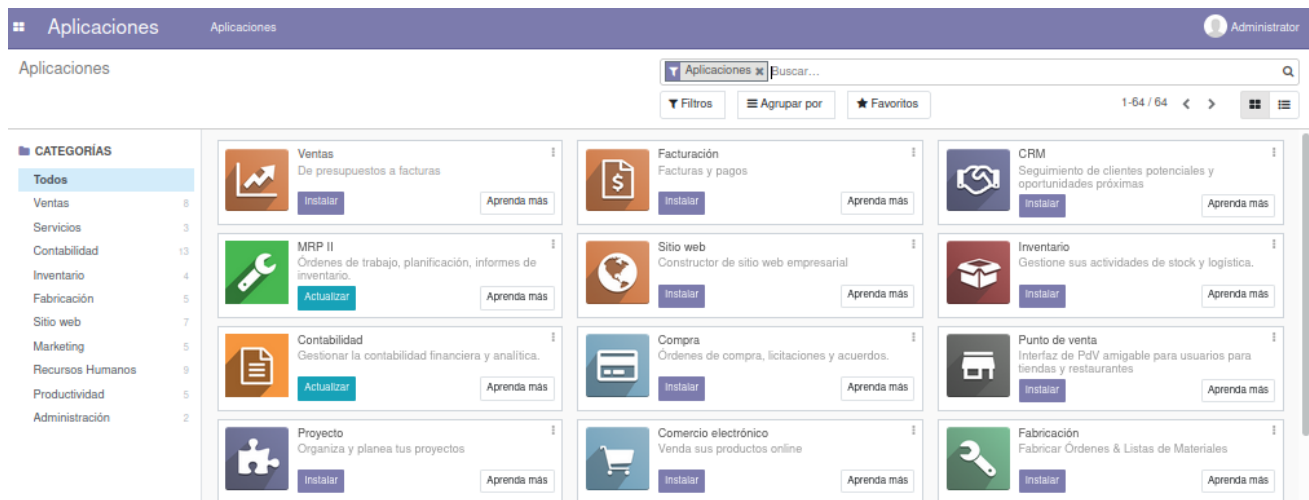 Aplicaciones
Aplicaciones
Administrator
Aplicaciones
Aplicaciones Buscar...
Filtros
Agrupar por
Favoritos
1-64 / 64
CATEGORÍAS
Todos
Ventas 8
Servicios 3
Contabilidad 13
Inventario 4
Fabricación 5
Sitio web 7
Marketing 5
Recursos Humanos 9
Productividad 5
Administración 2
Ventas
De presupuestos a facturas
Instalar
Aprenda más
Facturación
Facturas y pagos
Instalar
Aprenda más
CRM
Seguimiento de clientes potenciales y
oportunidades próximas
Instalar
Aprenda más
MRP II
Órdenes de trabajo, planificación, informes de
inventario.
Actualizar
Aprenda más
Sitio web
Constructor de sitio web empresarial
Instalar
Aprenda más
Inventario
Gestione sus actividades de stock y logística.
Instalar
Aprenda más
Contabilidad
Gestionar la contabilidad financiera y analítica.
Actualizar
Aprenda más
Compra
Órdenes de compra, licitaciones y acuerdos.
Instalar
Aprenda más
Punto de venta
Interfaz de PdV amigable para usuarios para
tiendas y restaurantes
Instalar
Aprenda más
Proyecto
Organiza y planea tus proyectos
Instalar
Aprenda más
Comercio electrónico
Venda sus productos online
Instalar
Aprenda más
Fabricación
Fabricar Órdenes & Listas de Materiales
Instalar
Aprenda más